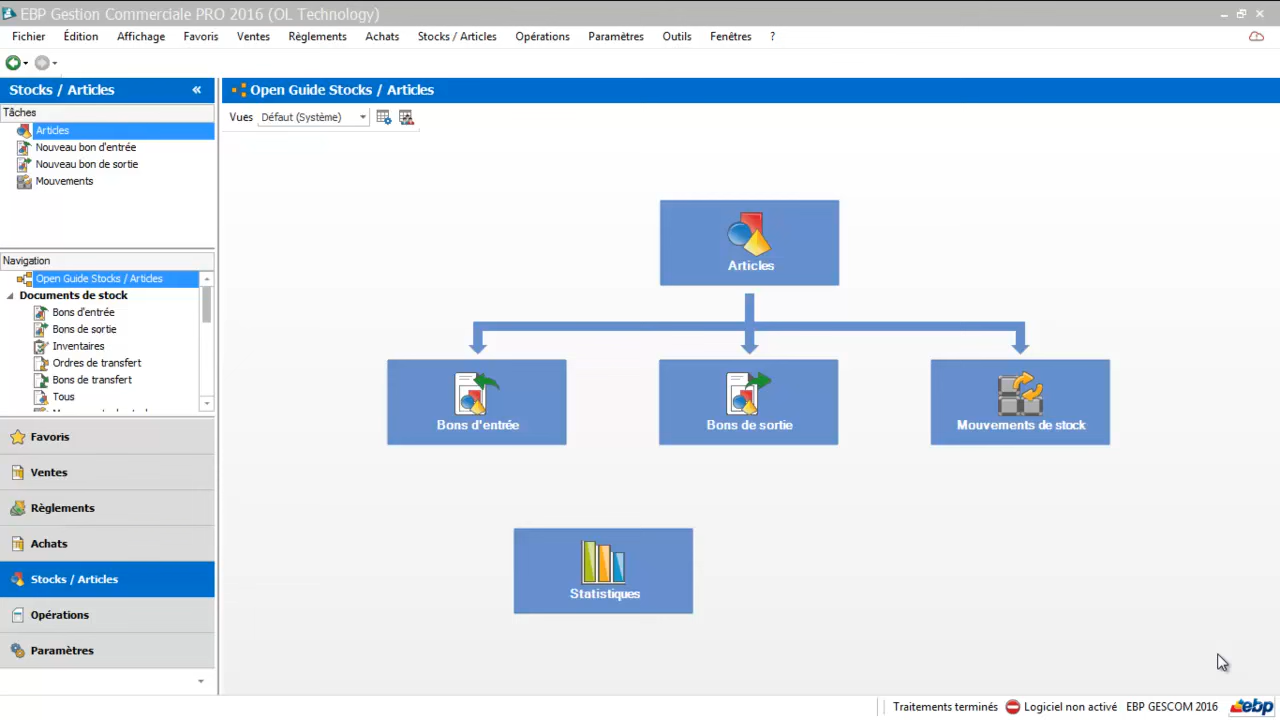 EBP Gestion Commerciale PRO 2016 (OL Technology)
Fichier Édition Affichage Favoris Ventes Règlements Achats Stocks / Articles Opérations Paramètres Outils Fenêtres ?
Stocks / Articles «
Tâches
Articles
Nouveau bon d'entrée
Nouveau bon de sortie
Mouvements
Navigation
Open Guide Stocks / Articles
Documents de stock
Bons d'entrée
Bons de sortie
Inventaires
Ordres de transfert
Bons de transfert
Tous
Favoris
Ventes
Règlements
Achats
Stocks / Articles
Opérations
Paramètres
Open Guide Stocks / Articles
Vues Défaut (Système)
Articles
Bons d'entrée
Bons de sortie
Mouvements de stock
Statistiques
Traitements terminés Logiciel non activé EBP GESCOM 2016 ebp